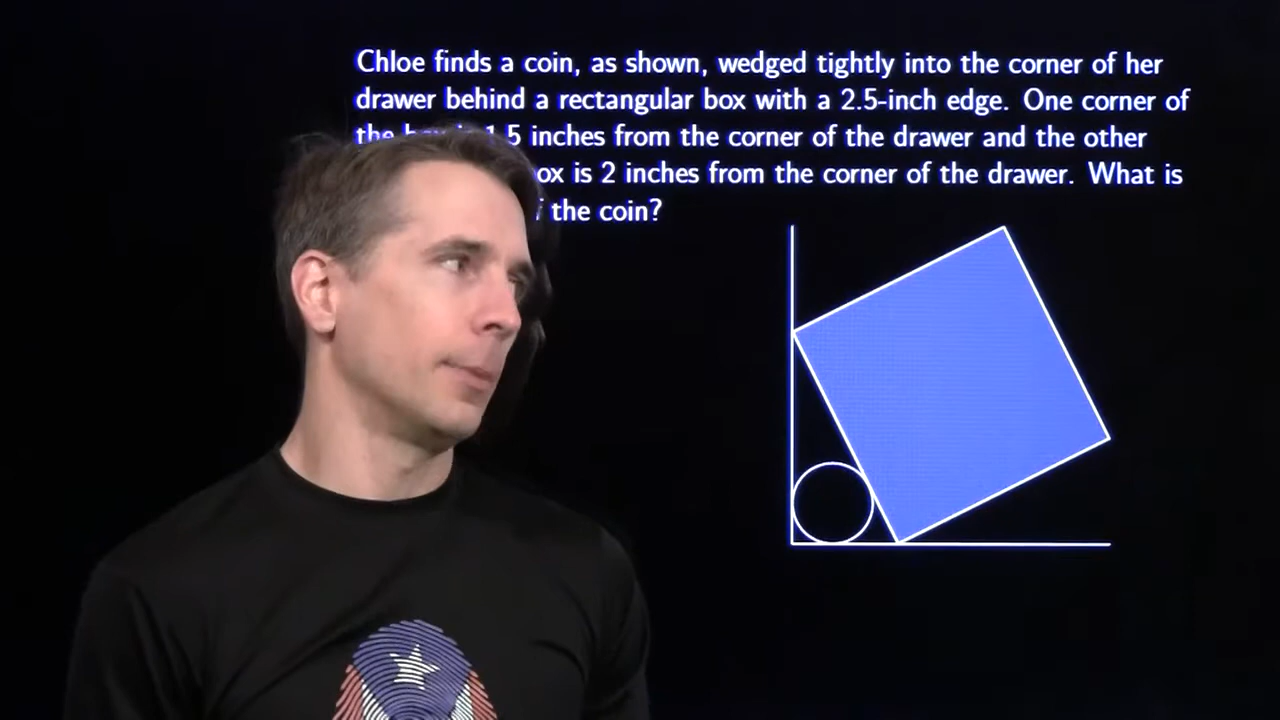 Chloe finds a coin, as shown, wedged tightly into the corner of her
drawer behind a rectangular box with a 2.5-inch edge. One corner of
the inches from the corner of the drawer and the other
is 2 inches from the corner of the drawer. What is
the coin?